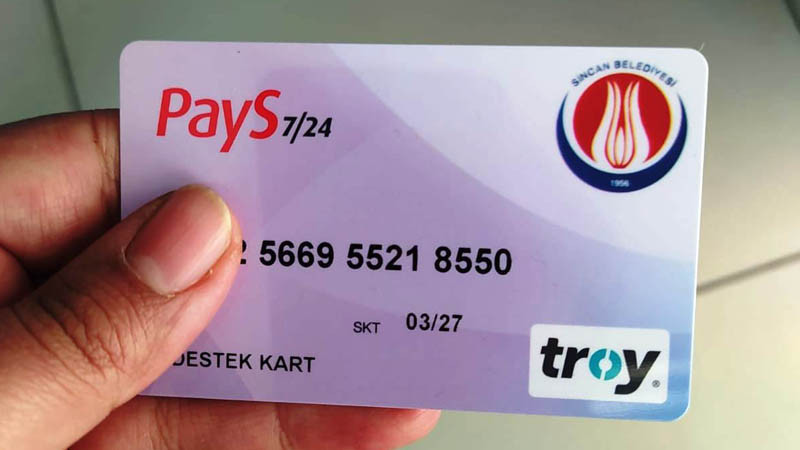 PayS 7/24
SİNCAN BELEDİYESİ
1956
2 5669 5521 8550
SKT 03/27
DESTEK KART
troy